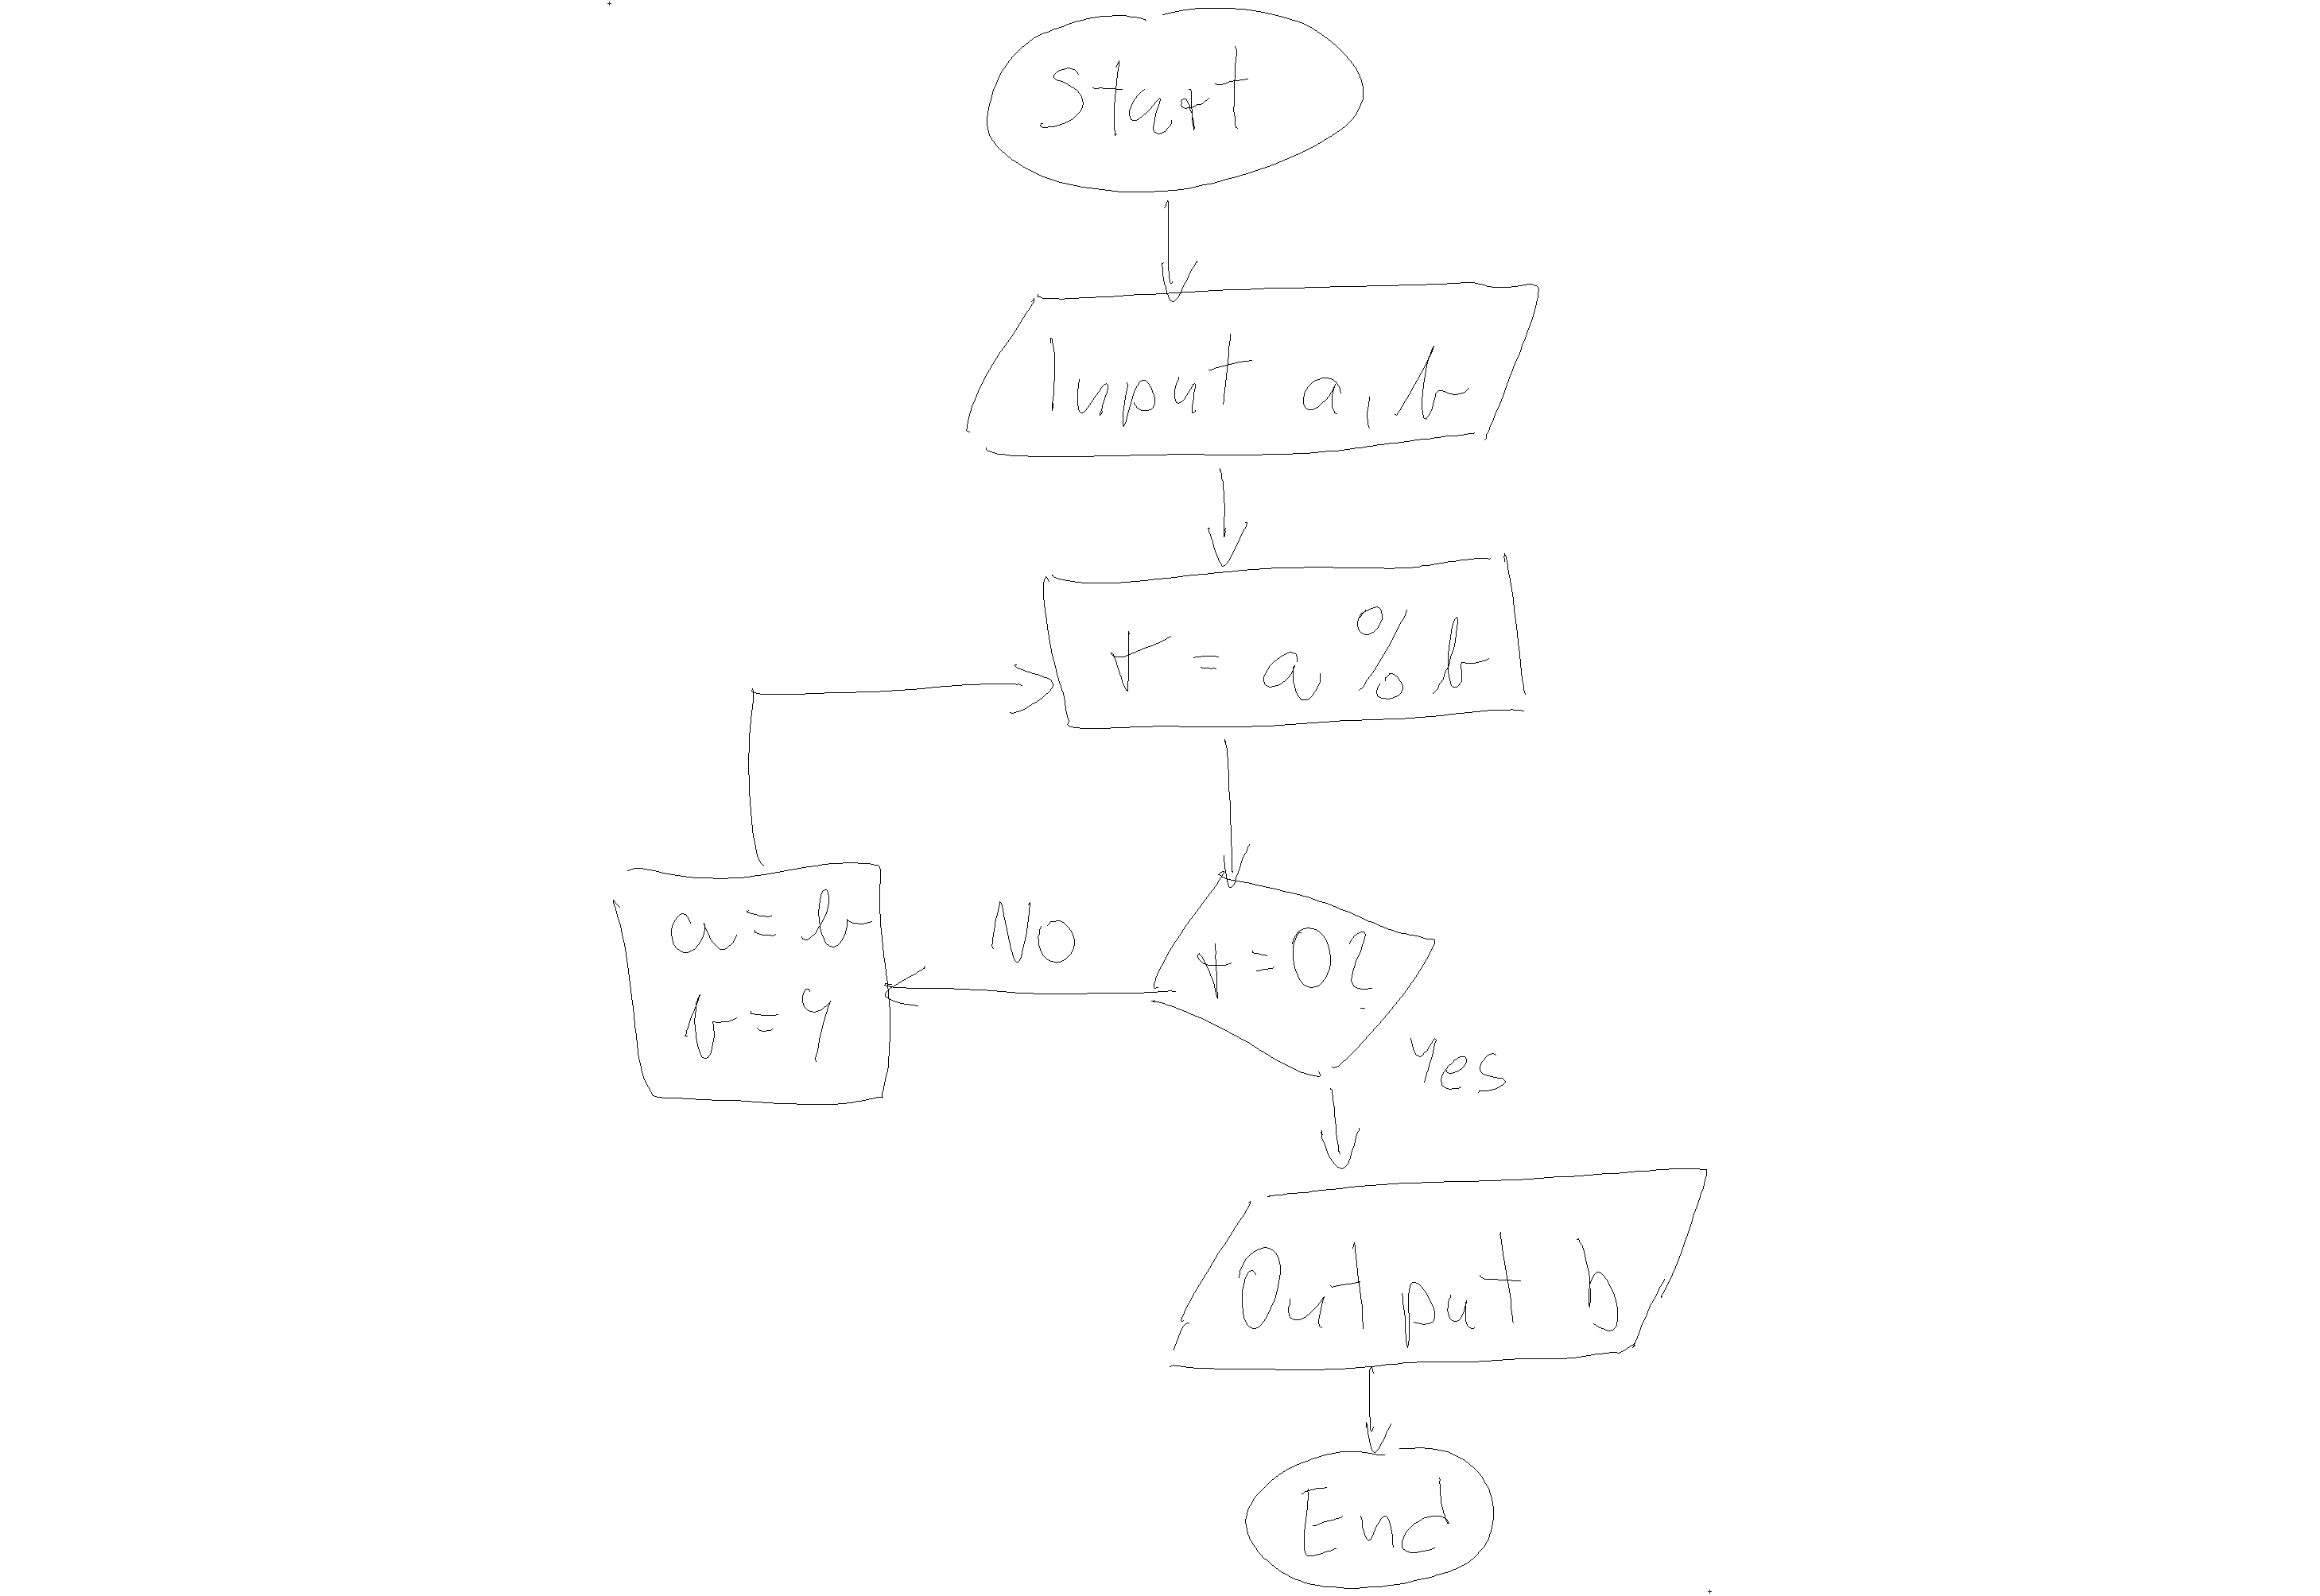 Start
Input a, b
r = a % b
r = 0?
No
a = b
b = r
Yes
Output b
End